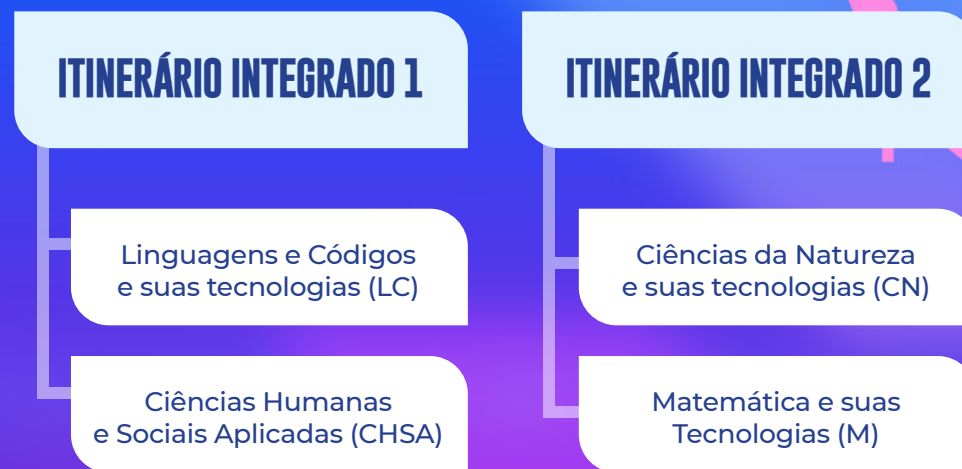 ITINERÁRIO INTEGRADO 1
Linguagens e Códigos
e suas tecnologias (LC)
Ciências Humanas
e Sociais Aplicadas (CHSA)
ITINERÁRIO INTEGRADO 2
Ciências da Natureza
e suas tecnologias (CN)
Matemática e suas
Tecnologias (M)